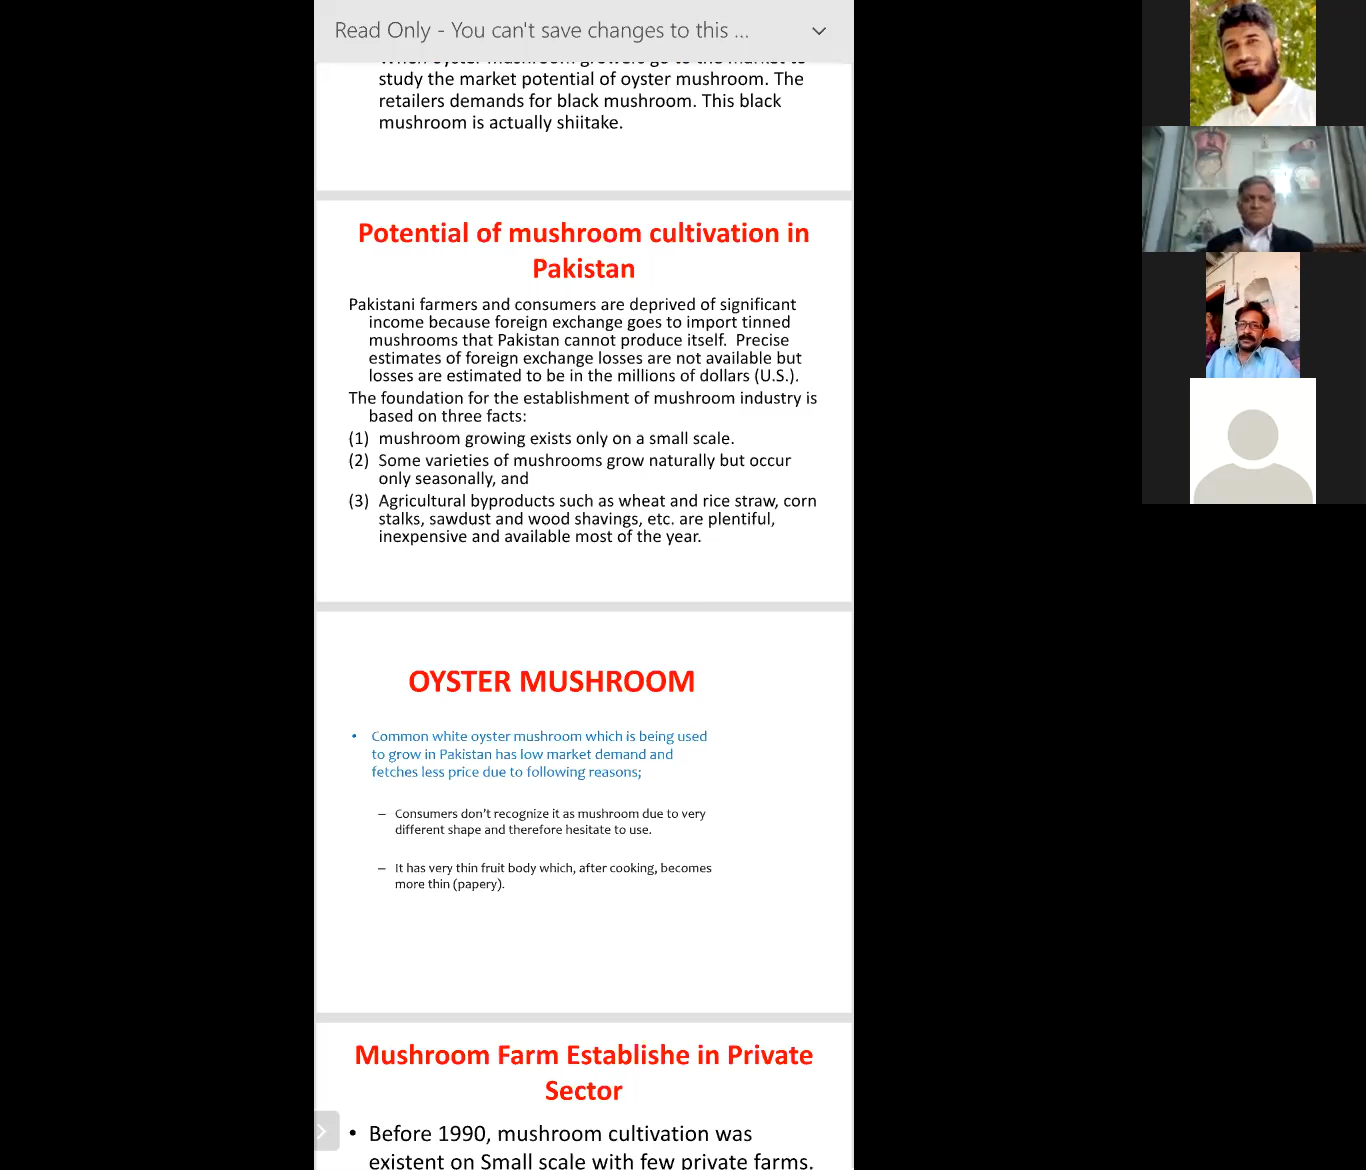 Read Only - You can't save changes to this ...
When oyster mushroom growers go to the market to
study the market potential of oyster mushroom. The
retailers demands for black mushroom. This black
mushroom is actually shiitake.
Potential of mushroom cultivation in
Pakistan
Pakistani farmers and consumers are deprived of significant
income because foreign exchange goes to import tinned
mushrooms that Pakistan cannot produce itself. Precise
estimates of foreign exchange losses are not available but
losses are estimated to be in the millions of dollars (U.S.).
The foundation for the establishment of mushroom industry is
based on three facts:
(1) mushroom growing exists only on a small scale.
(2) Some varieties of mushrooms grow naturally but occur
only seasonally, and
(3) Agricultural byproducts such as wheat and rice straw, corn
stalks, sawdust and wood shavings, etc. are plentiful,
inexpensive and available most of the year.
OYSTER MUSHROOM
• Common white oyster mushroom which is being used
to grow in Pakistan has low market demand and
fetches less price due to following reasons;
– Consumers don't recognize it as mushroom due to very
different shape and therefore hesitate to use.
– It has very thin fruit body which, after cooking, becomes
more thin (papery).
Mushroom Farm Establishe in Private
Sector
• Before 1990, mushroom cultivation was
existent on Small scale with few private farms.